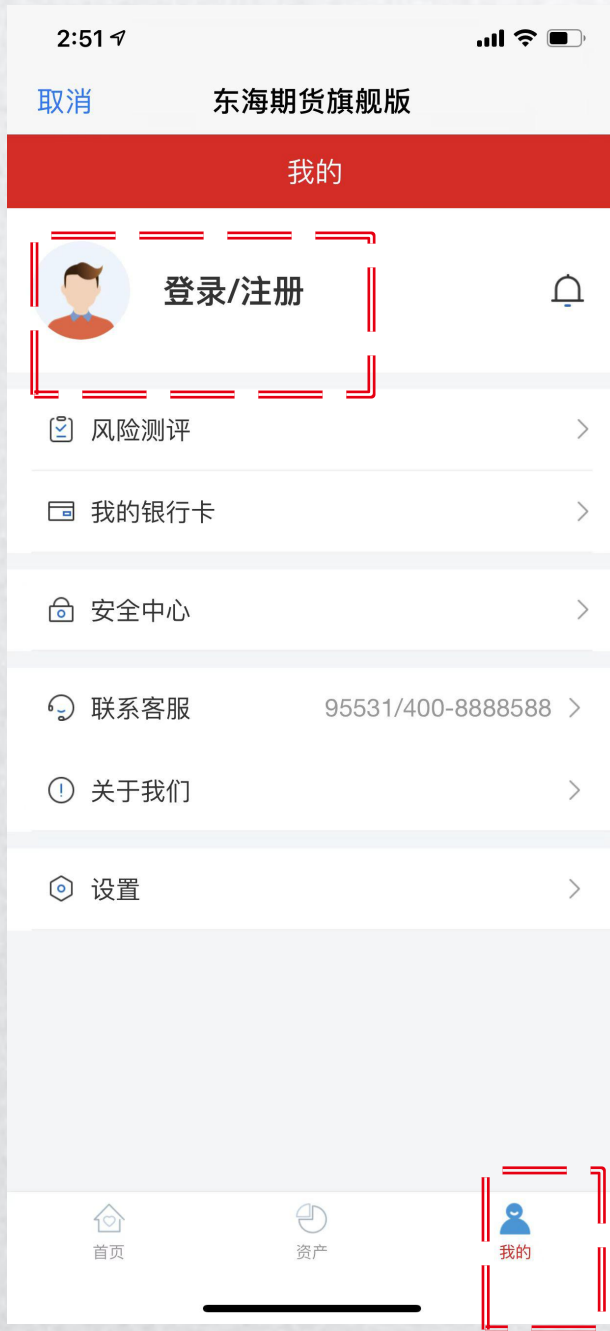 2:51
取消 东海期货旗舰版
我的
登录/注册
风险测评
我的银行卡
安全中心
联系客服 95531/400-8888588
关于我们
设置
首页 资产 我的